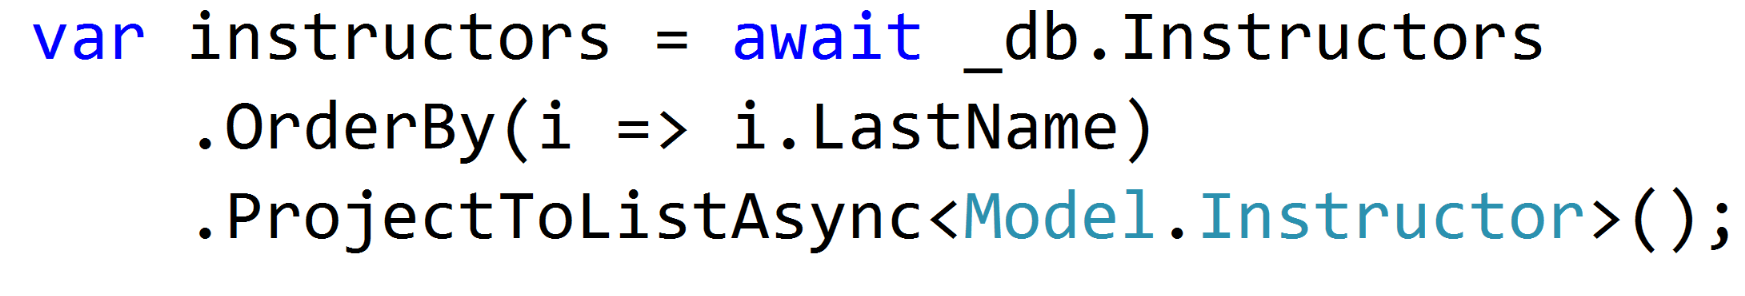 var instructors = await _db.Instructors
.OrderBy(i => i.LastName)
.ProjectToListAsync<Model.Instructor>();